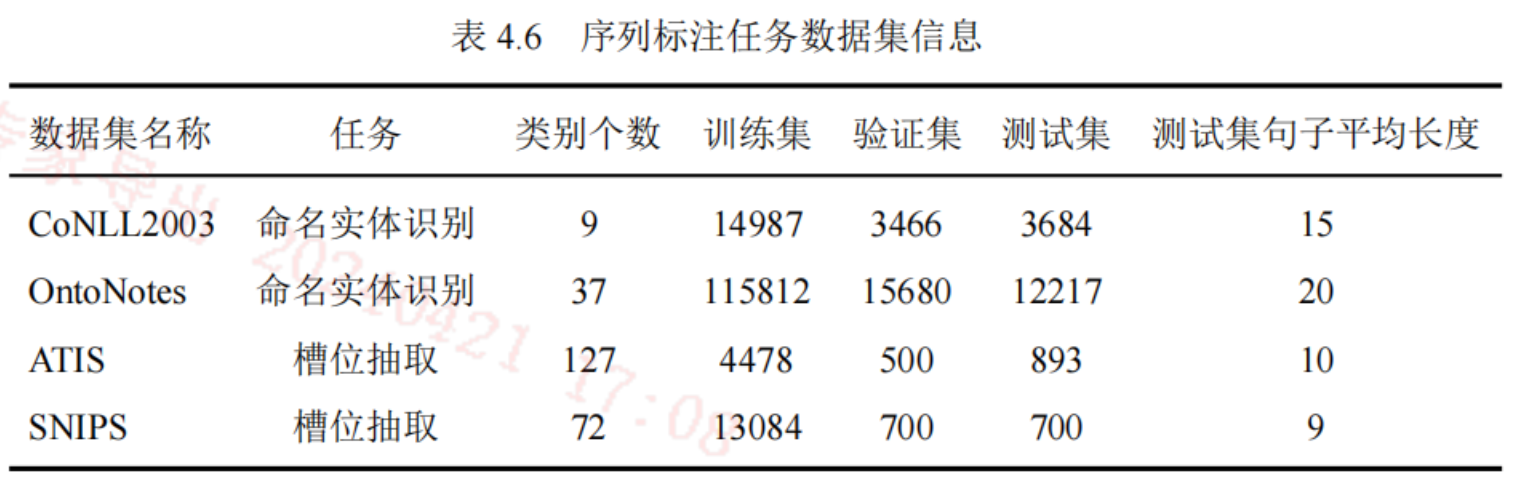 表 4.6 序列标注任务数据集信息
数据集名称 任务 类别个数 训练集 验证集 测试集 测试集句子平均长度
CoNLL2003 命名实体识别 9 14987 3466 3684 15
OntoNotes 命名实体识别 37 115812 15680 12217 20
ATIS 槽位抽取 127 4478 500 893 10
SNIPS 槽位抽取 72 13084 700 700 9
家导出 20240421 17:08